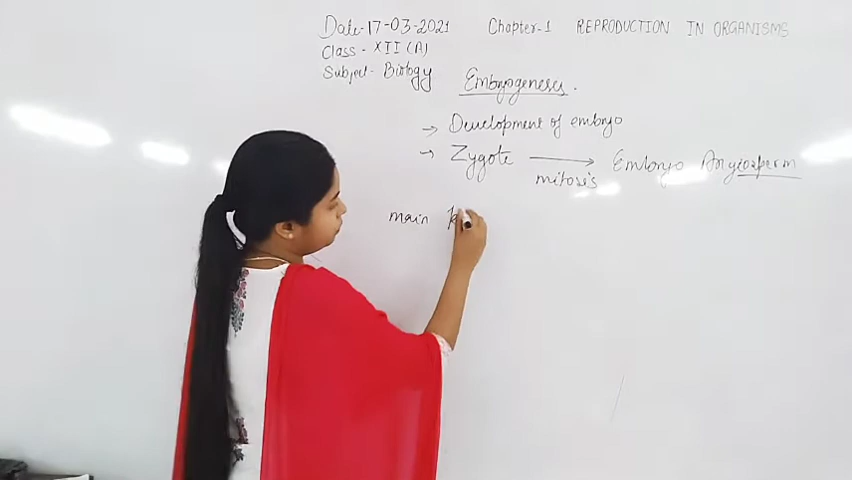 Date-17-03-2021 Chapter-1 REPRODUCTION IN ORGANISMS
Class - XII (A)
Subject- Biology
Embryogenesis.
→ Development of embryo
→ Zygote → Embryo Angiosperm
mitosis
main